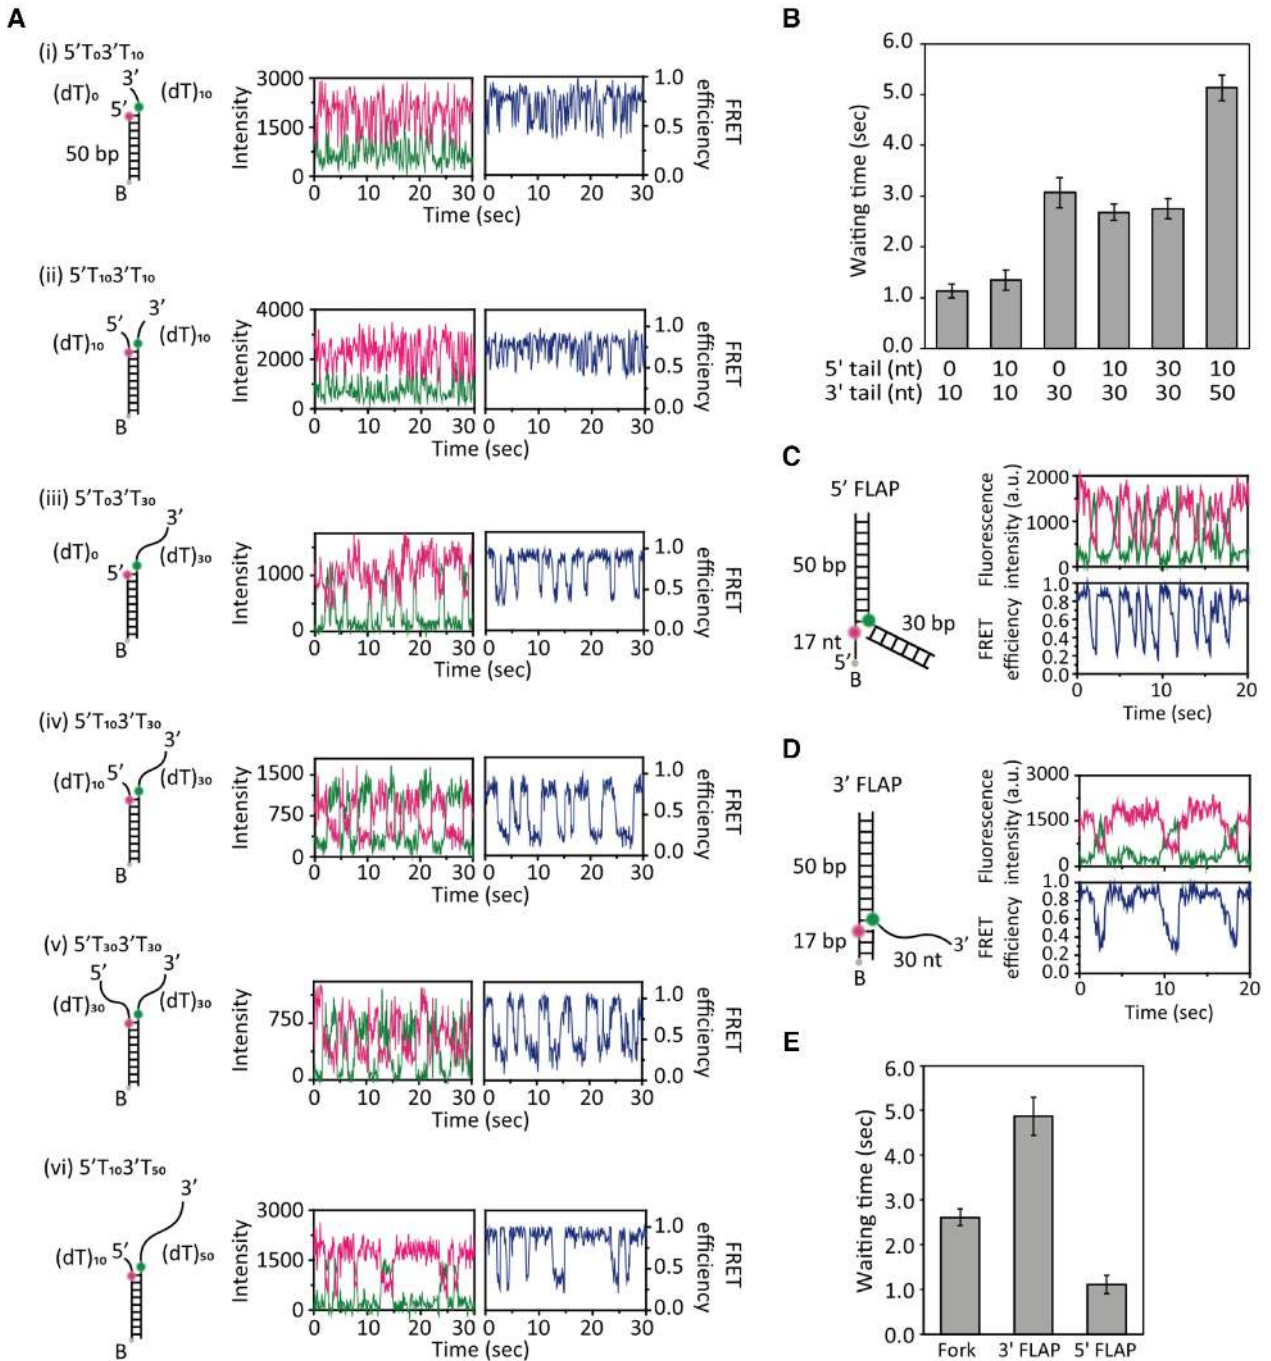 A
(i) 5'T₀3'T₁₀
3'
(dT)₀
(dT)₁₀
5'
50 bp
B
Intensity
3000
1500
0
0 10 20 30
0 10 20 30
Time (sec)
1.0
0.5
0.0
FRET
efficiency
(ii) 5'T₁₀3'T₁₀
5'
3'
(dT)₁₀
(dT)₁₀
B
Intensity
4000
2000
0
0 10 20 30
0 10 20 30
Time (sec)
1.0
0.5
0.0
FRET
efficiency
(iii) 5'T₀3'T₃₀
3'
(dT)₀
(dT)₃₀
5'
B
Intensity
1000
0
0 10 20 30
0 10 20 30
Time (sec)
1.0
0.5
0.0
FRET
efficiency
(iv) 5'T₁₀3'T₃₀
3'
(dT)₁₀ 5'
(dT)₃₀
B
Intensity
1500
750
0
0 10 20 30
0 10 20 30
Time (sec)
1.0
0.5
0.0
FRET
efficiency
(v) 5'T₃₀3'T₃₀
5'
3'
(dT)₃₀
(dT)₃₀
B
Intensity
750
0
0 10 20 30
0 10 20 30
Time (sec)
1.0
0.5
0.0
FRET
efficiency
(vi) 5'T₁₀3'T₅₀
3'
(dT)₁₀ 5'
(dT)₅₀
B
Intensity
3000
1500
0
0 10 20 30
0 10 20 30
Time (sec)
1.0
0.5
0.0
FRET
efficiency
B
Waiting time (sec)
6.0
5.0
4.0
3.0
2.0
1.0
0.0
5' tail (nt) 0 10 0 10 30 10
3' tail (nt) 10 10 30 30 30 50
C
5' FLAP
50 bp
30 bp
17 nt
5'
B
Fluorescence
intensity (a.u.)
2000
1000
0
FRET
efficiency
1.0
0.8
0.6
0.4
0.2
0.0
0 10 20
Time (sec)
D
3' FLAP
50 bp
17 bp
30 nt
3'
B
Fluorescence
intensity (a.u.)
3000
1500
0
FRET
efficiency
1.0
0.8
0.6
0.4
0.2
0.0
0 10 20
Time (sec)
E
Waiting time (sec)
6.0
5.0
4.0
3.0
2.0
1.0
0.0
Fork 3' FLAP 5' FLAP